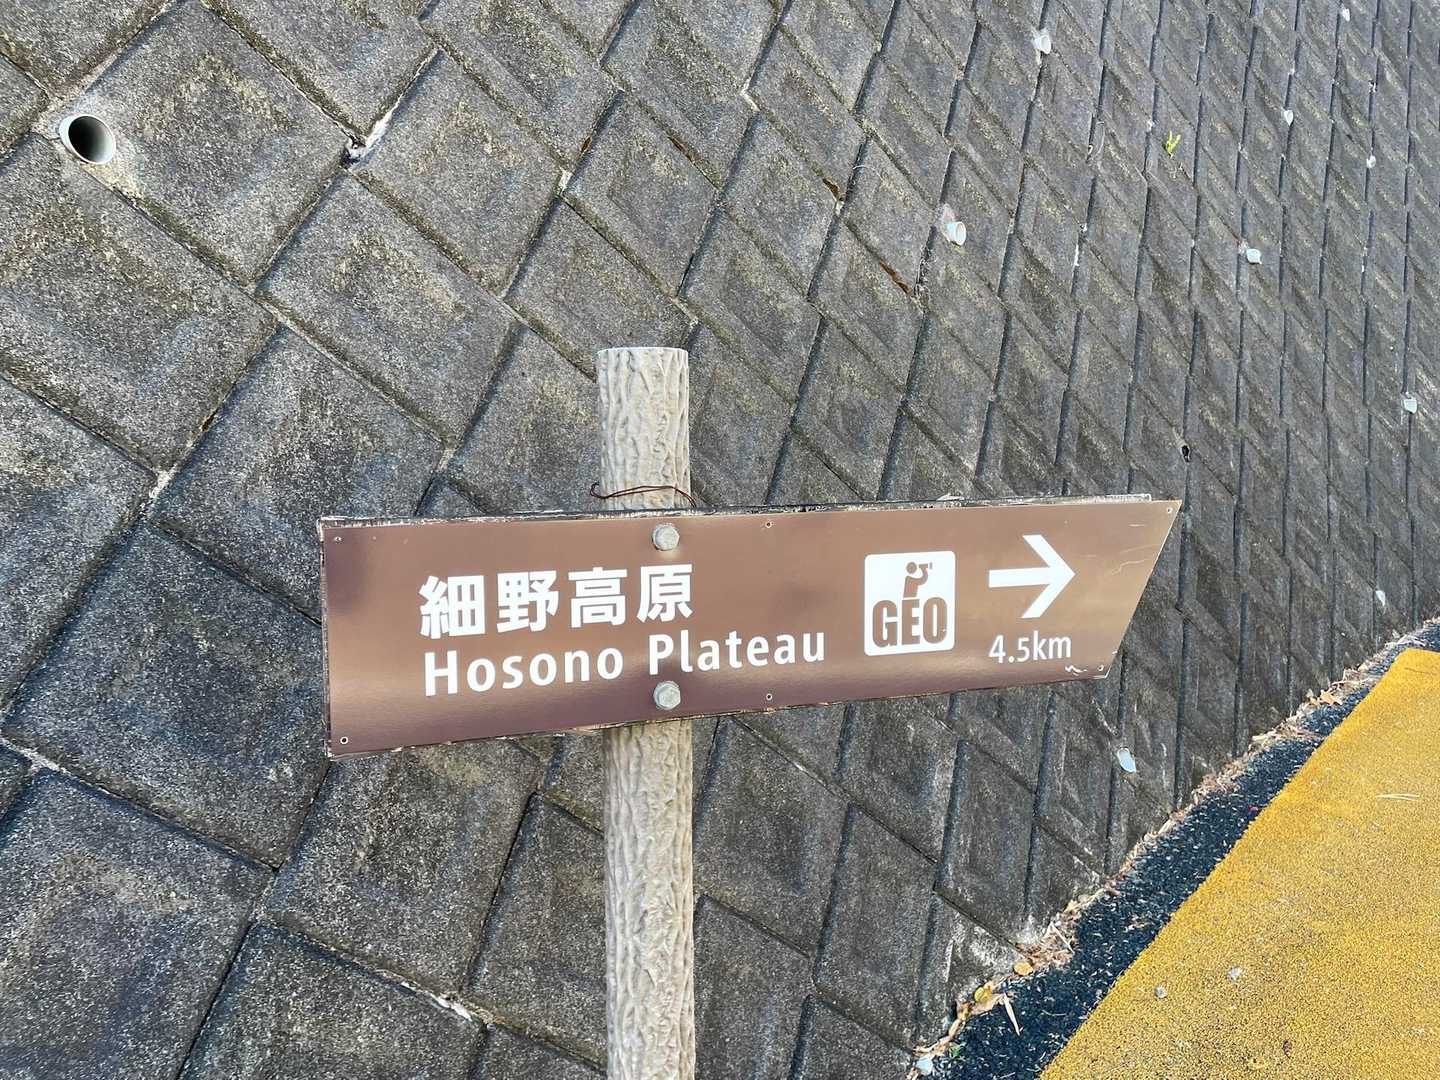 細野高原
Hosono Plateau
GEO
→
4.5km